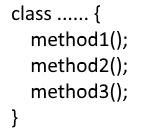 class ...... {
method1();
method2();
method3();
}